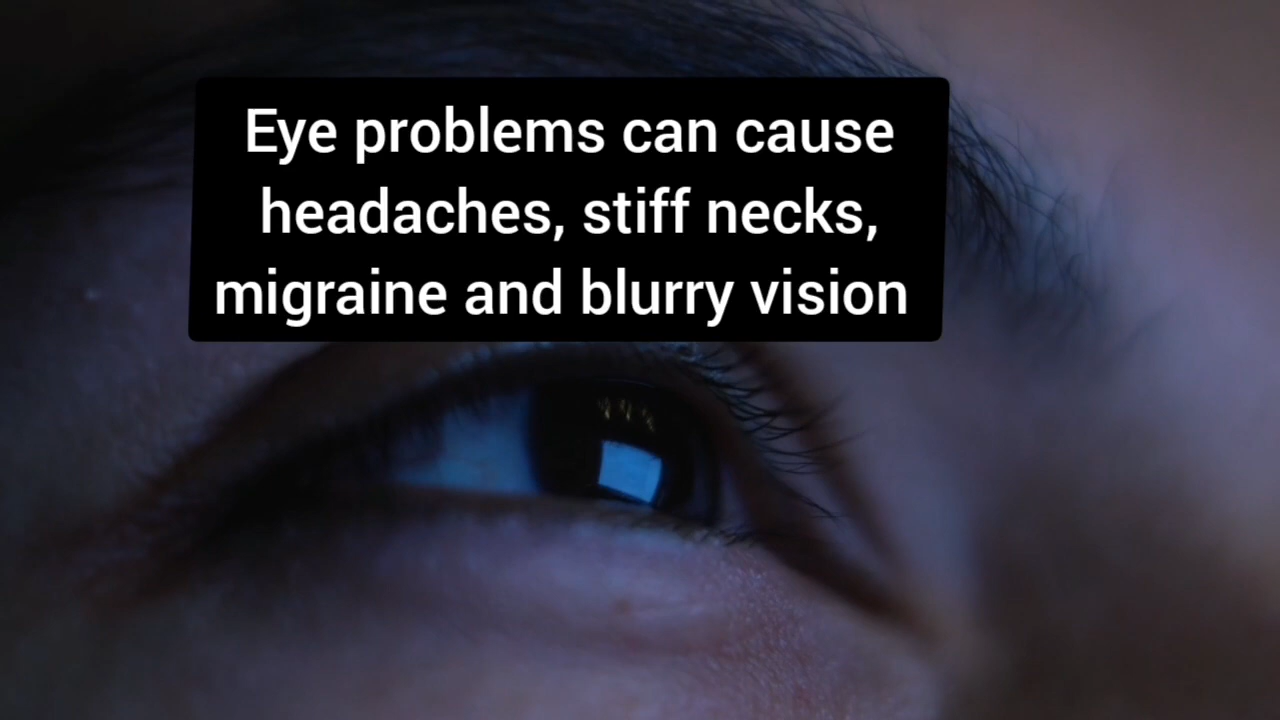 Eye problems can cause
headaches, stiff necks,
migraine and blurry vision